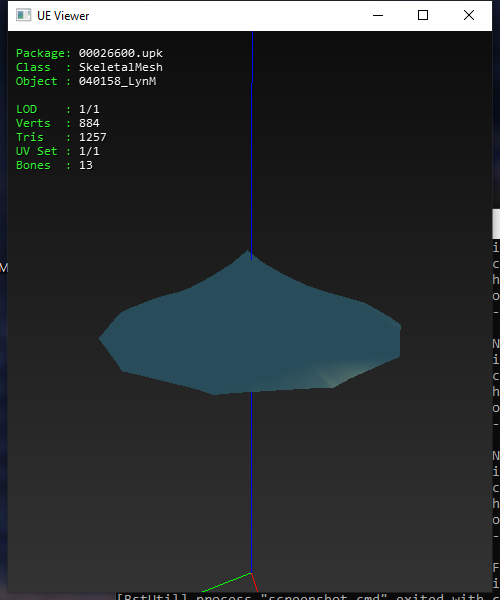 UE Viewer
Package: 00026600.upk
Class  : SkeletalMesh
Object : 040158_LynM
LOD    : 1/1
Verts  : 884
Tris   : 1257
UV Set : 1/1
Bones  : 13
M
i
c
h
o
-
N
i
c
h
o
-
N
i
c
h
o
-
F
i
[BstUtil] process "screenshot.cmd" exited with c